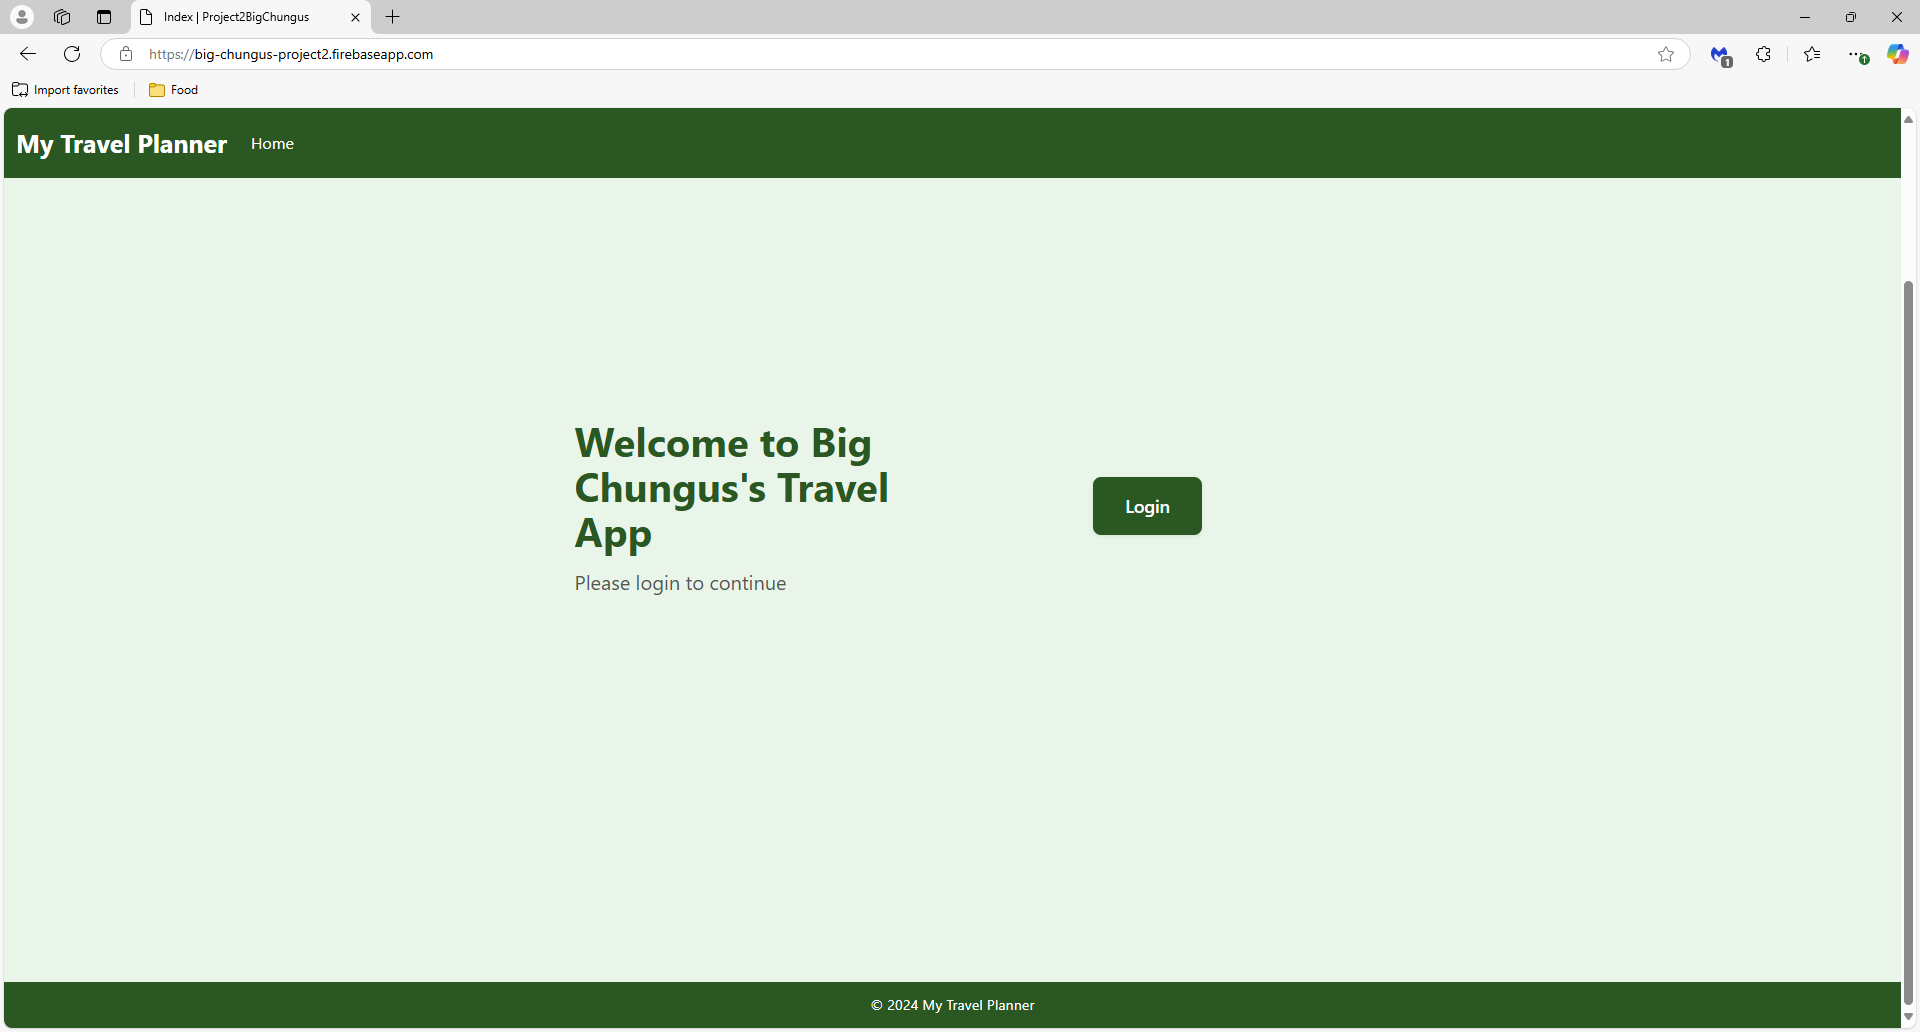 Index | Project2BigChungus
https://big-chungus-project2.firebaseapp.com
1
Import favorites
Food
My Travel Planner
Home
Welcome to Big
Chungus's Travel
App
Please login to continue
Login
© 2024 My Travel Planner